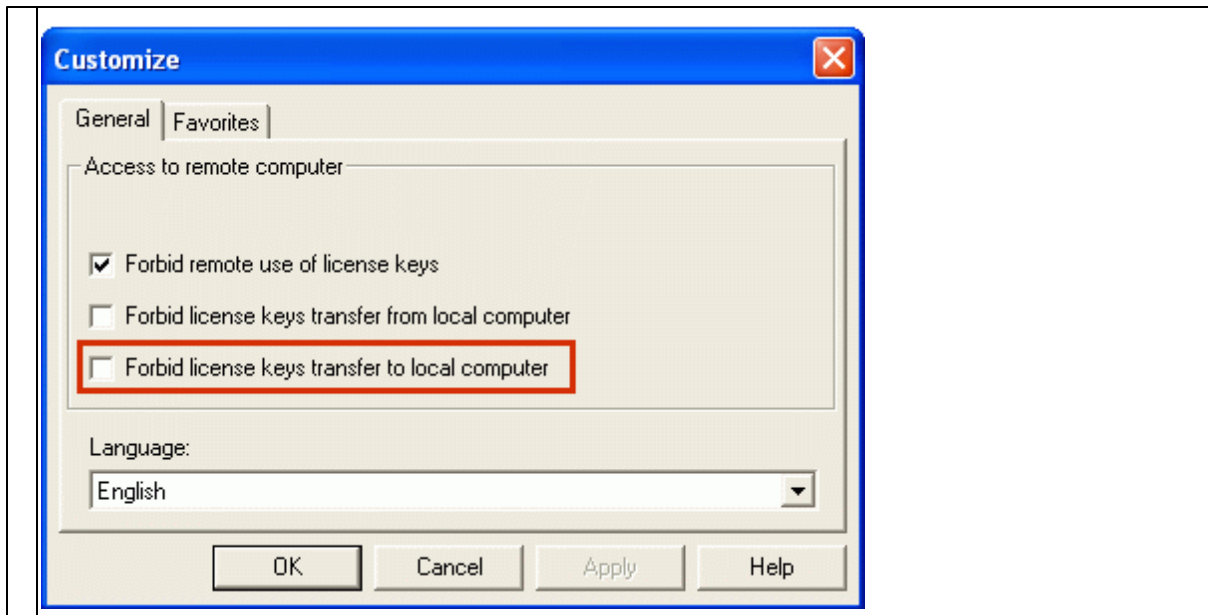 Customize
General
Favorites
Access to remote computer
Forbid remote use of license keys
Forbid license keys transfer from local computer
Forbid license keys transfer to local computer
Language:
English
OK
Cancel
Apply
Help